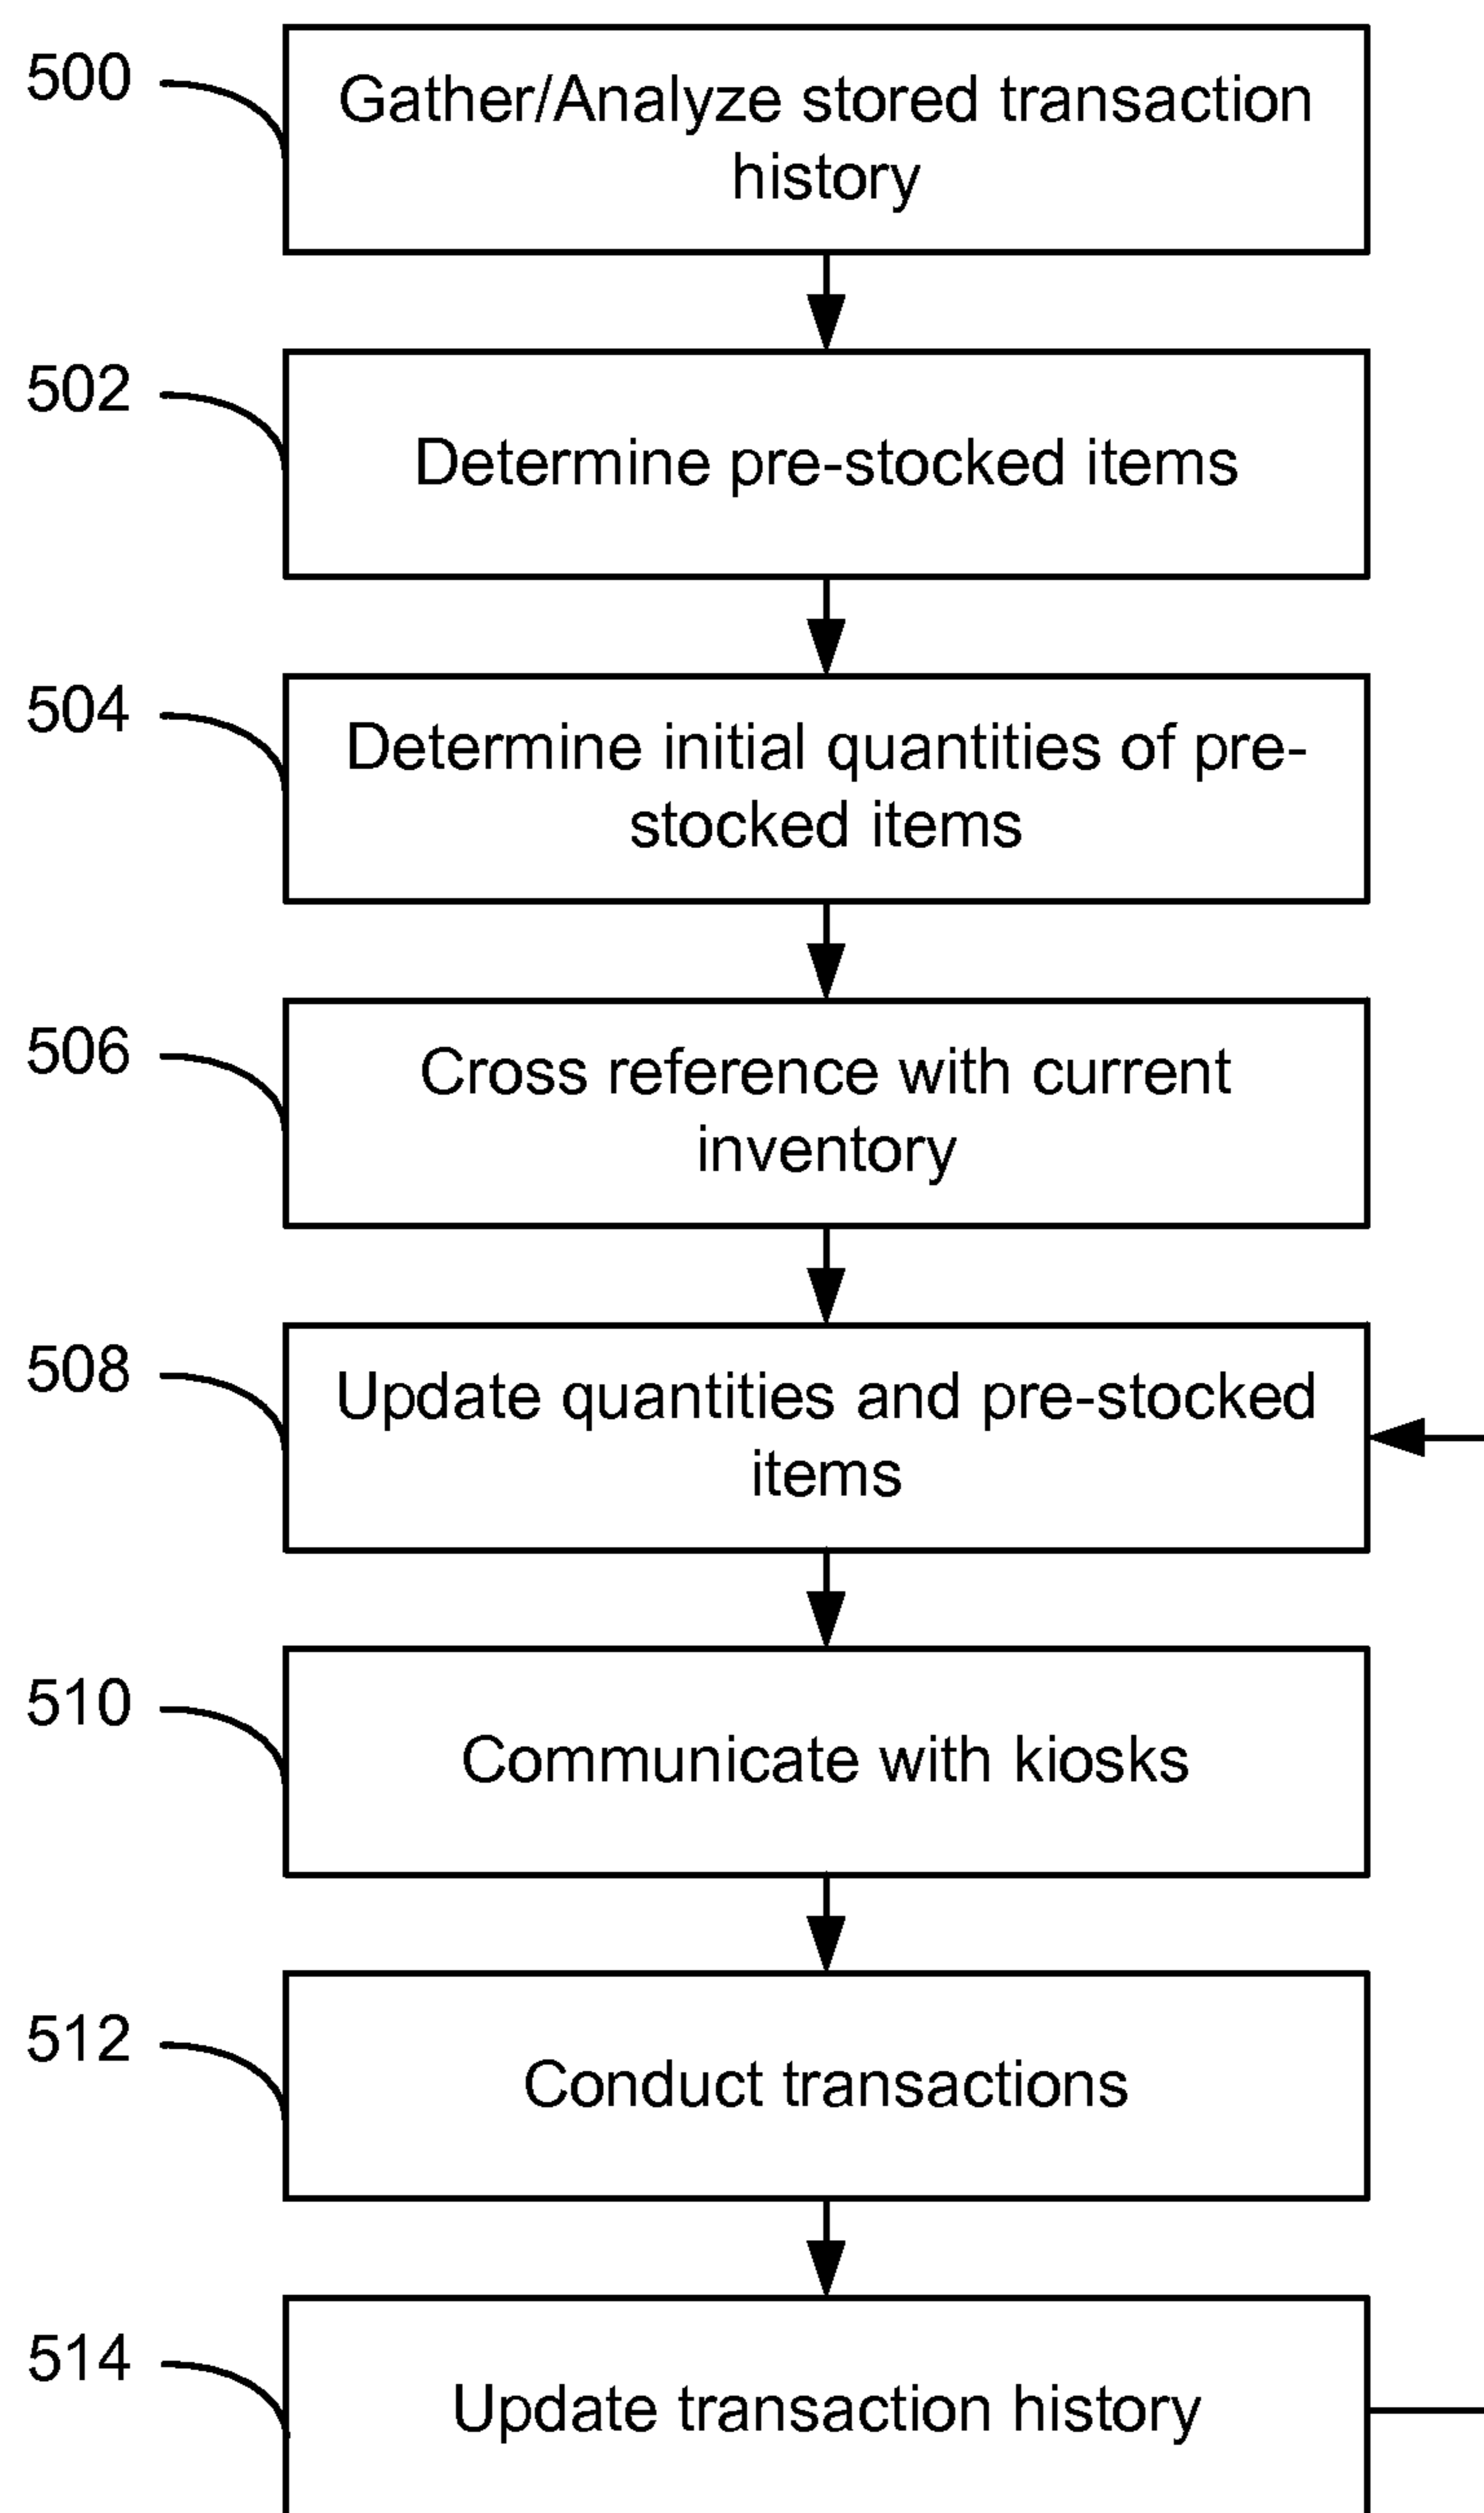 500
Gather/Analyze stored transaction
history
502
Determine pre-stocked items
504
Determine initial quantities of pre-
stocked items
506
Cross reference with current
inventory
508
Update quantities and pre-stocked
items
510
Communicate with kiosks
512
Conduct transactions
514
Update transaction history